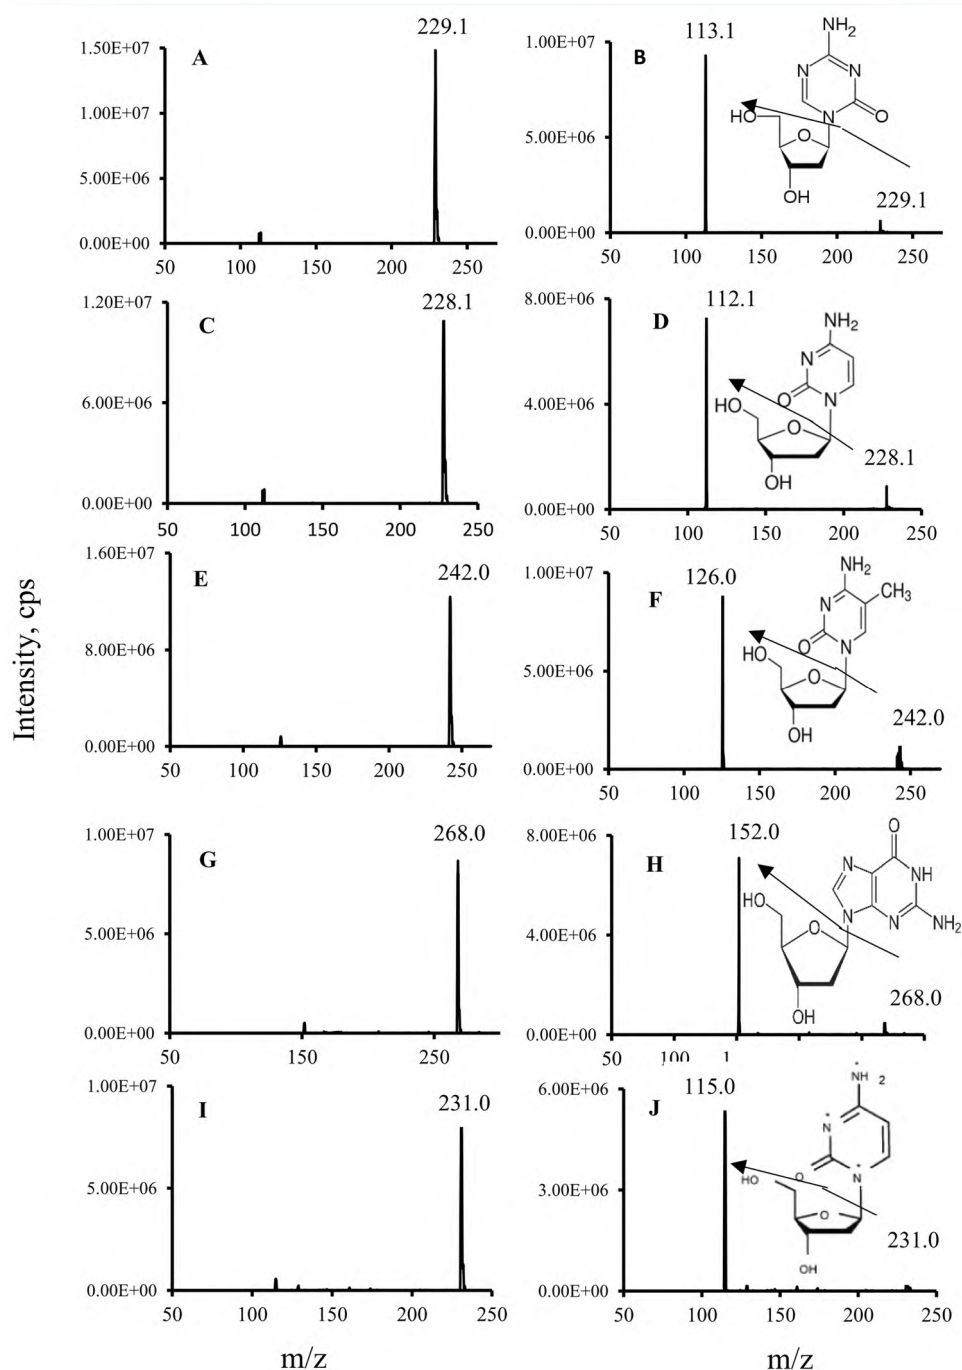 229.1
1.50E+07
A
1.00E+07
5.00E+06
0.00E+00
50 100 150 200 250
113.1
NH2
1.00E+07
B
N N
HO N O
5.00E+06
O
OH
229.1
0.00E+00
50 100 150 200 250
1.20E+07
228.1
C
6.00E+06
0.00E+00
50 100 150 200 250
8.00E+06
112.1
D
NH2
N
O N
HO
4.00E+06
O
228.1
OH
0.00E+00
50 100 150 200 250
1.60E+07
E
242.0
8.00E+06
0.00E+00
50 100 150 200 250
1.00E+07
126.0
NH2
F
CH3
N
O N
HO
5.00E+06
O
242.0
OH
0.00E+00
50 100 150 200 250
Intensity, cps
1.00E+07
268.0
G
5.00E+06
0.00E+00
50 150 250
8.00E+06
152.0
O
H
N NH
HO
N N NH2
4.00E+06
O
268.0
OH
0.00E+00
50 100 1
1.00E+07
231.0
I
5.00E+06
0.00E+00
50 100 150 200 250
m/z
6.00E+06
115.0
*
NH 2
J
N *
O *
HO N
3.00E+06
O
231.0
OH
0.00E+00
50 100 150 200 250
m/z